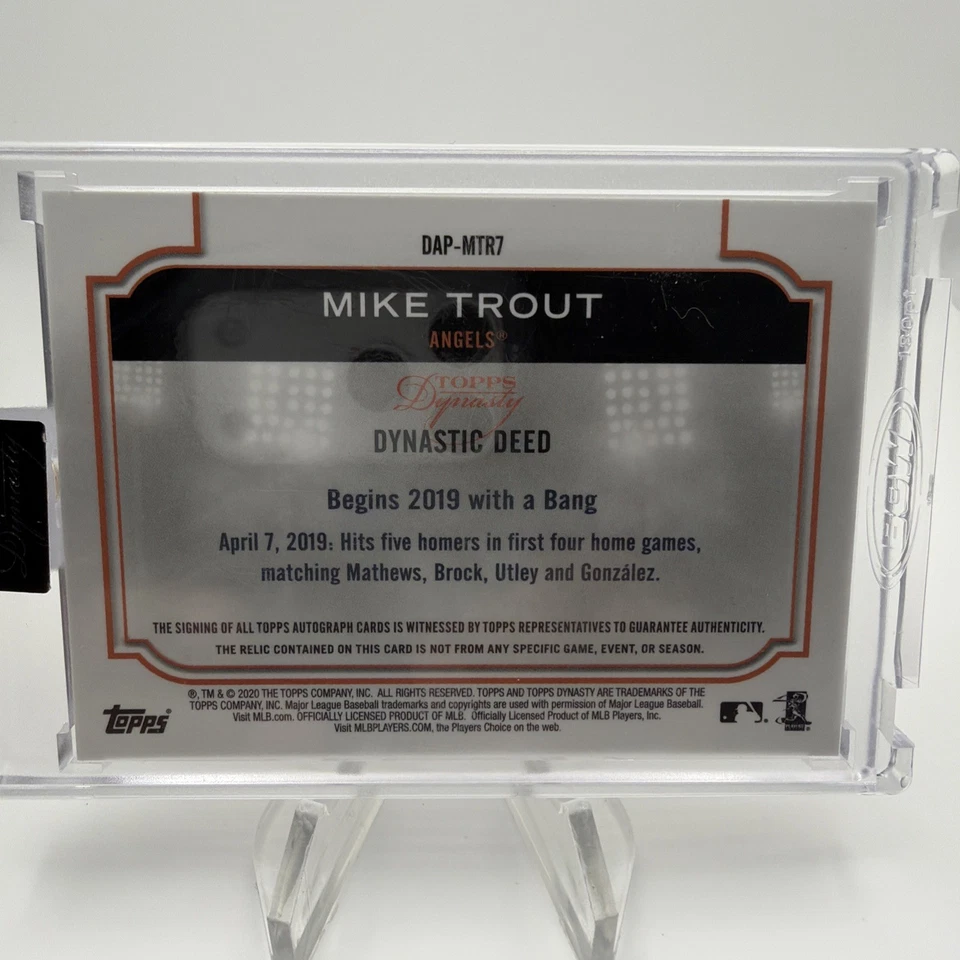 DAP-MTR7
MIKE TROUT
ANGELS®
TOPPS
Dynasty
DYNASTIC DEED
Begins 2019 with a Bang
April 7, 2019: Hits five homers in first four home games,
matching Mathews, Brock, Utley and González.
THE SIGNING OF ALL TOPPS AUTOGRAPH CARDS IS WITNESSED BY TOPPS REPRESENTATIVES TO GUARANTEE AUTHENTICITY.
THE RELIC CONTAINED ON THIS CARD IS NOT FROM ANY SPECIFIC GAME, EVENT, OR SEASON.
®, TM & © 2020 THE TOPPS COMPANY, INC. ALL RIGHTS RESERVED. TOPPS AND TOPPS DYNASTY ARE TRADEMARKS OF THE
TOPPS COMPANY, INC. Major League Baseball trademarks and copyrights are used with permission of Major League Baseball.
Visit MLB.com. OFFICIALLY LICENSED PRODUCT OF MLB. Officially Licensed Product of MLB Players, Inc.
Visit MLBPLAYERS.COM, the Players Choice on the web.
topps®
Dynasty
180pt
BCW